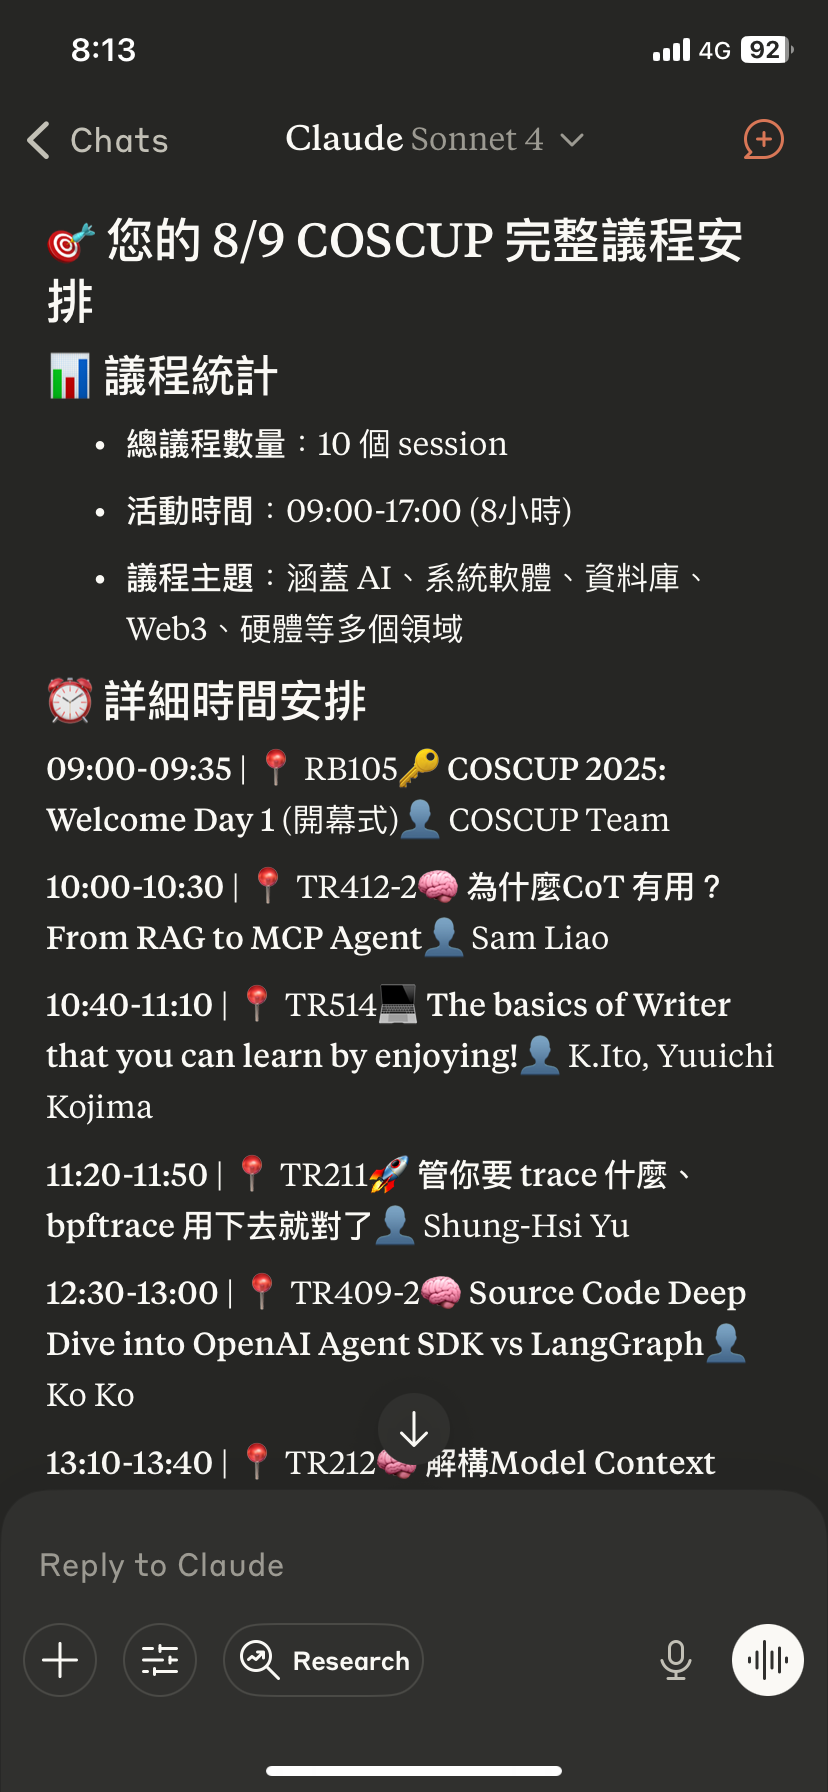 8:13
4G 92
Chats
Claude Sonnet 4
🎯 您的 8/9 COSCUP 完整議程安
排
📊 議程統計
• 總議程數量：10 個 session
• 活動時間：09:00-17:00 (8小時)
• 議程主題：涵蓋 AI、系統軟體、資料庫、
Web3、硬體等多個領域
⏰ 詳細時間安排
09:00-09:35 | 📍 RB105🔑 COSCUP 2025:
Welcome Day 1 (開幕式)👤 COSCUP Team
10:00-10:30 | 📍 TR412-2🧠 為什麼CoT 有用？
From RAG to MCP Agent👤 Sam Liao
10:40-11:10 | 📍 TR514💻 The basics of Writer
that you can learn by enjoying!👤 K.Ito, Yuuichi
Kojima
11:20-11:50 | 📍 TR211🚀 管你要 trace 什麼、
bpftrace 用下去就對了👤 Shung-Hsi Yu
12:30-13:00 | 📍 TR409-2🧠 Source Code Deep
Dive into OpenAI Agent SDK vs LangGraph👤
Ko Ko
13:10-13:40 | 📍 TR212🧠 解構Model Context
Reply to Claude
Research